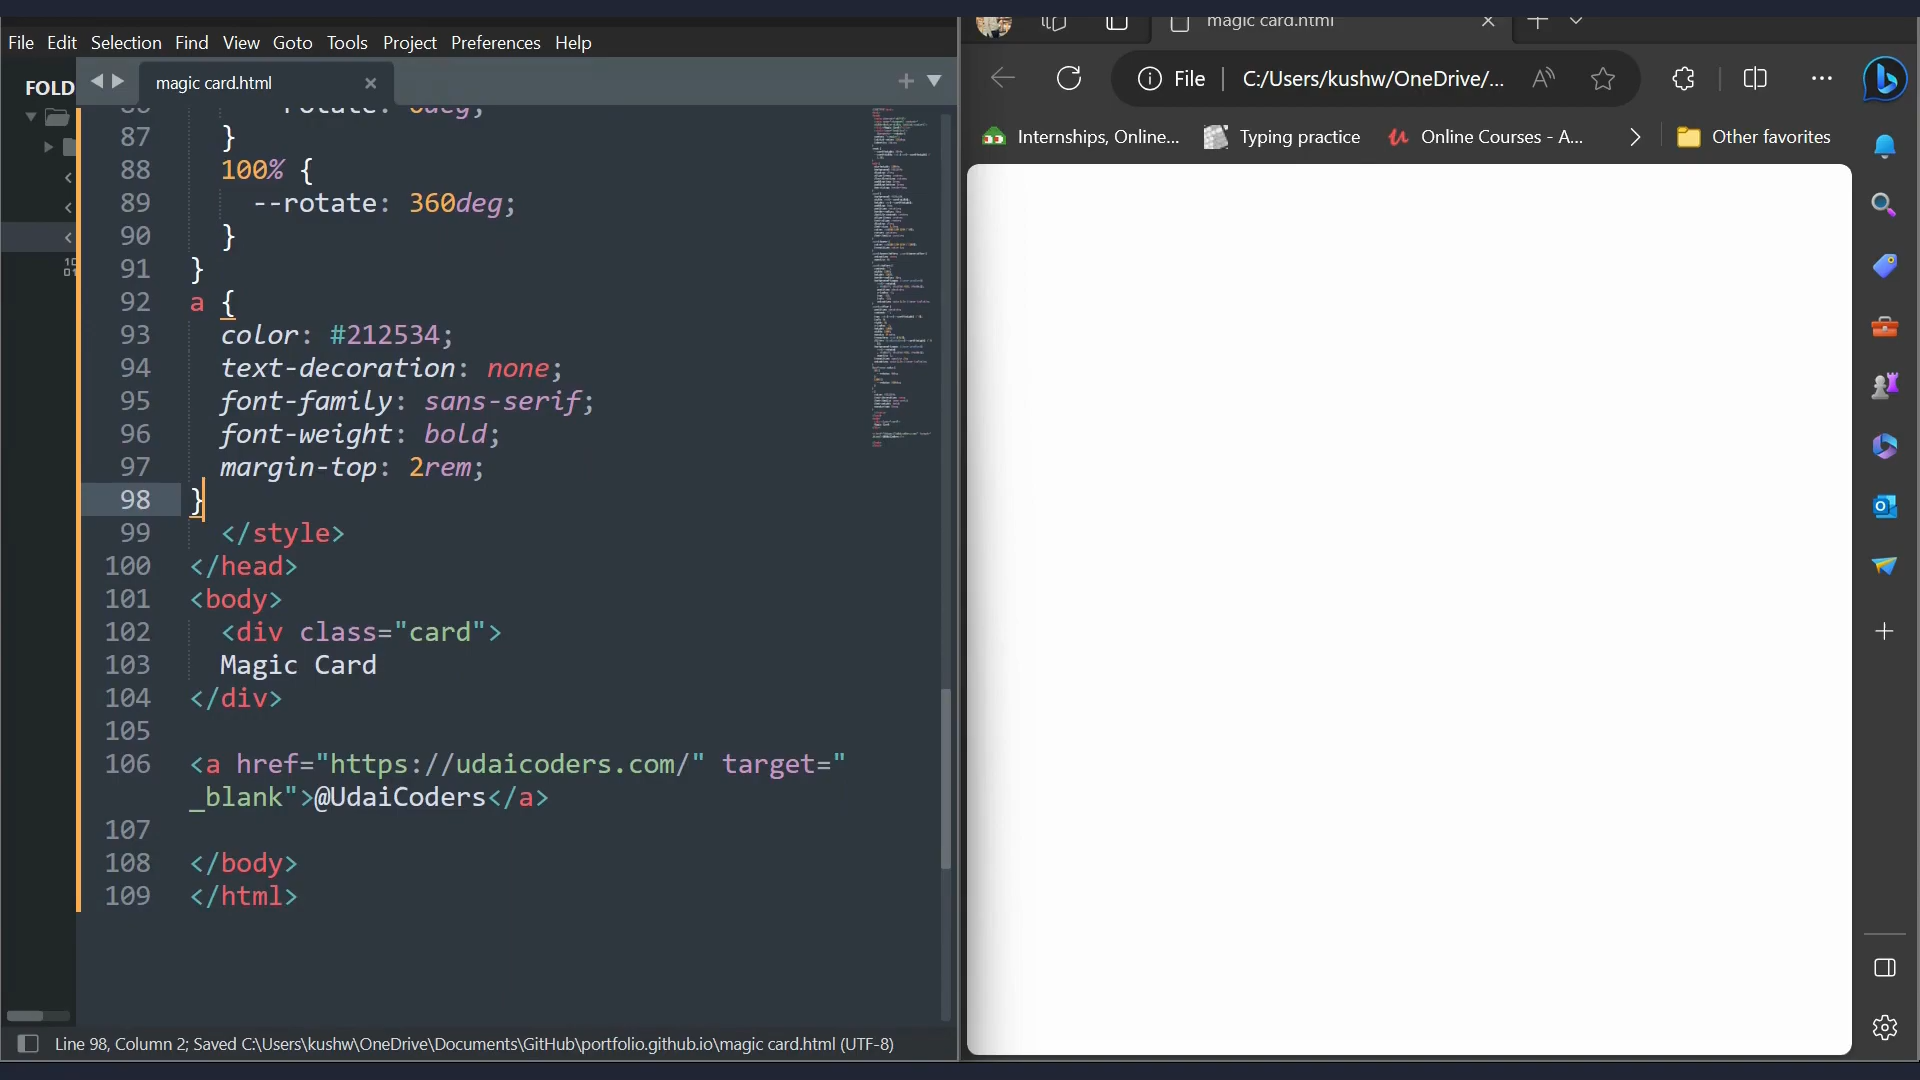 File Edit Selection Find View Goto Tools Project Preferences Help
FOLD
magic card.html
87 }
88 100% {
89 --rotate: 360deg;
90 }
91 }
92 a {
93 color: #212534;
94 text-decoration: none;
95 font-family: sans-serif;
96 font-weight: bold;
97 margin-top: 2rem;
98 }
99 </style>
100 </head>
101 <body>
102 <div class="card">
103 Magic Card
104 </div>
105
106 <a href="https://udaicoders.com/" target="
_blank">@UdaiCoders</a>
107
108 </body>
109 </html>
Line 98, Column 2; Saved C:\Users\kushw\OneDrive\Documents\GitHub\portfolio.github.io\magic card.html (UTF-8)
magic card.html
File C:/Users/kushw/OneDrive/...
Internships, Online... Typing practice Online Courses - A... Other favorites